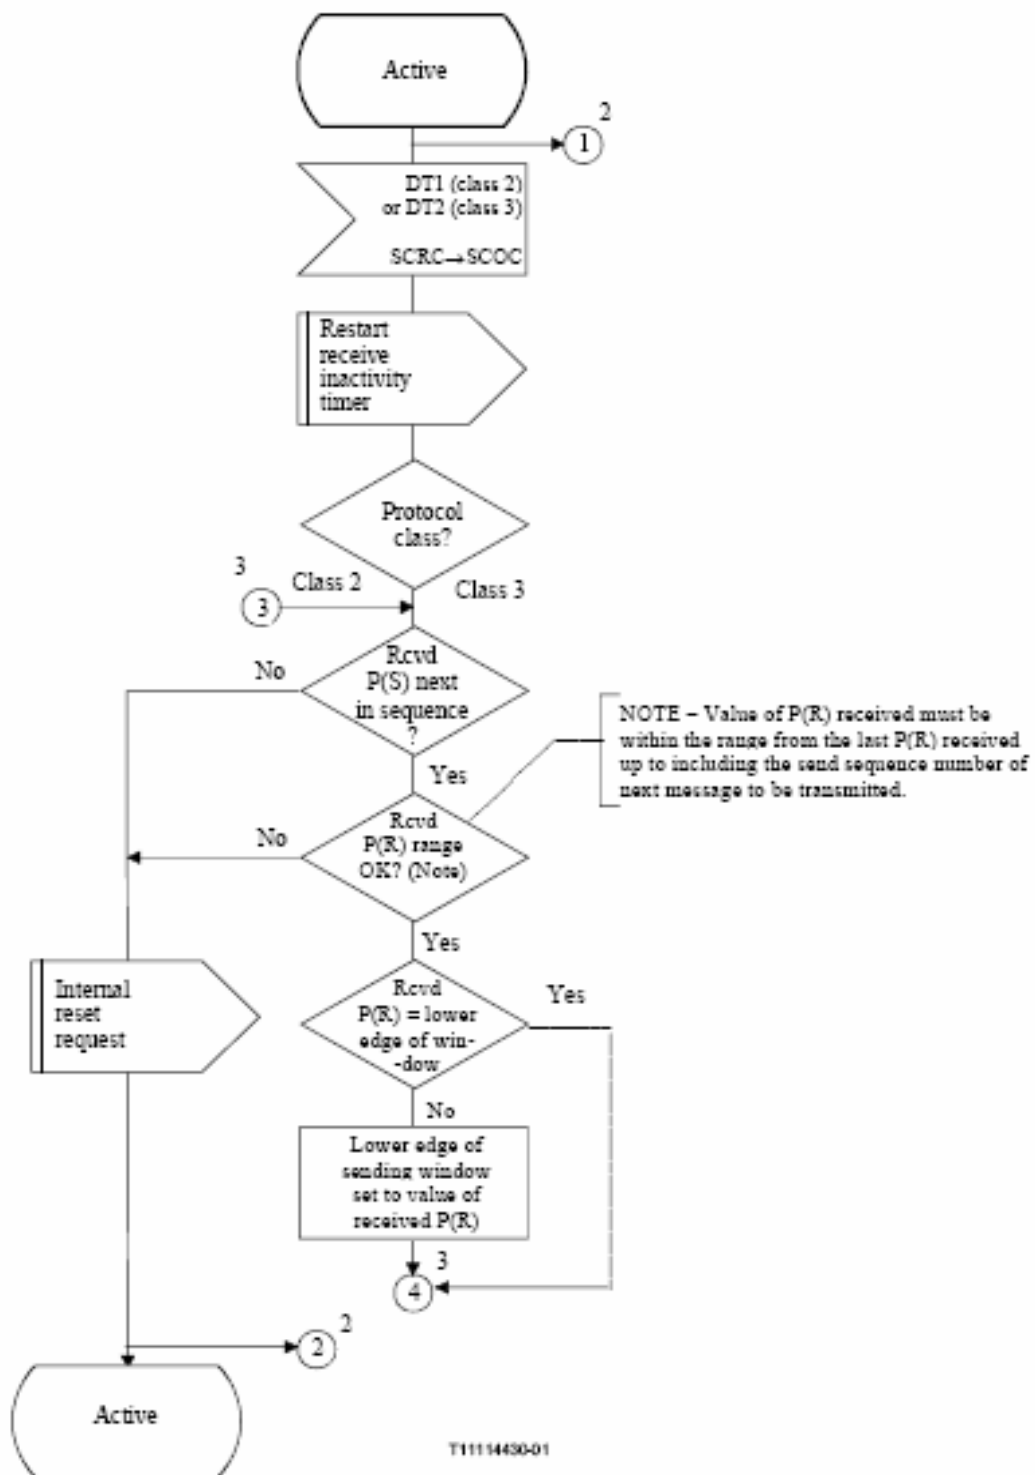 Active
2
1
DT1 (class 2)
or DT2 (class 3)
SCRC→SCOC
Restart
receive
inactivity
timer
Protocol
class?
3
3
Class 2
Class 3
Rcvd
P(S) next
in sequence
?
No
Yes
NOTE – Value of P(R) received must be
within the range from the last P(R) received
up to including the send sequence number of
next message to be transmitted.
Rcvd
P(R) range
OK? (Note)
No
Yes
Internal
reset
request
Rcvd
P(R) = lower
edge of win-
-dow
Yes
No
Lower edge of
sending window
set to value of
received P(R)
3
4
2
2
Active
T11114430-01